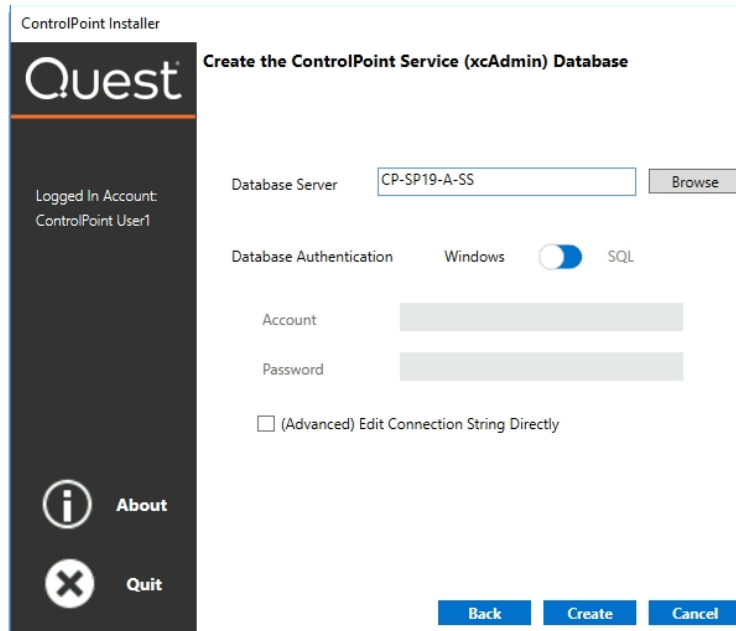 ControlPoint Installer
Quest
Create the ControlPoint Service (xcAdmin) Database
Logged In Account:
ControlPoint User1
Database Server CP-SP19-A-SS Browse
Database Authentication Windows SQL
Account
Password
(Advanced) Edit Connection String Directly
About
Quit
Back Create Cancel